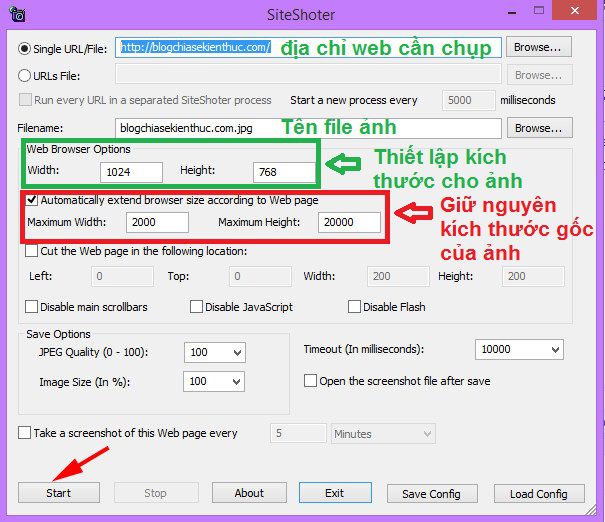 SiteShoter
Single URL/File: http://blogchiasekienthuc.com/ địa chỉ web cần chụp Browse...
URLs File: Browse...
Run every URL in a separated SiteShoter process Start a new process every 5000 milliseconds
Filename: blogchiasekienthuc.com.jpg Tên file ảnh Browse...
Web Browser Options
Width: 1024 Height: 768
Thiết lập kích
thước cho ảnh
Automatically extend browser size according to Web page
Maximum Width: 2000 Maximum Height: 20000
Giữ nguyên
kích thước gốc
của ảnh
Cut the Web page in the following location:
Left: 0 Top: 0 Width: 200 Height: 200
Disable main scrollbars Disable JavaScript Disable Flash
Save Options
JPEG Quality (0 - 100): 100 Timeout (In milliseconds): 10000
Image Size (In %): 100 Open the screenshot file after save
Take a screenshot of this Web page every 5 Minutes
Start Stop About Exit Save Config Load Config